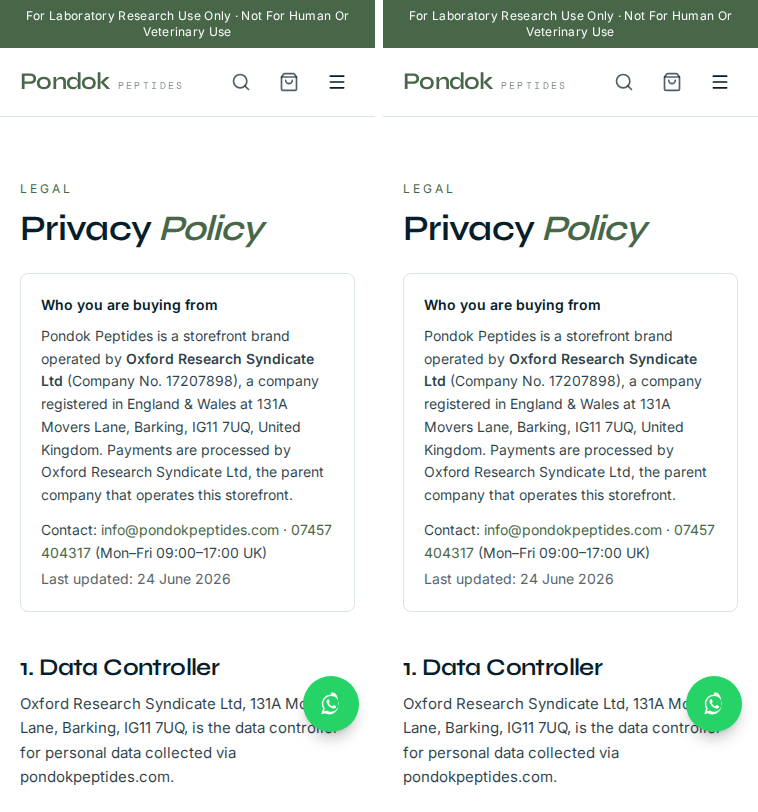 For Laboratory Research Use Only · Not For Human Or
Veterinary Use
Pondok PEPTIDES
LEGAL
Privacy Policy
Who you are buying from
Pondok Peptides is a storefront brand
operated by Oxford Research Syndicate
Ltd (Company No. 17207898), a company
registered in England & Wales at 131A
Movers Lane, Barking, IG11 7UQ, United
Kingdom. Payments are processed by
Oxford Research Syndicate Ltd, the parent
company that operates this storefront.
Contact: info@pondokpeptides.com · 07457
404317 (Mon–Fri 09:00–17:00 UK)
Last updated: 24 June 2026
1. Data Controller
Oxford Research Syndicate Ltd, 131A
Lane, Barking, IG11 7UQ, is the data controller
for personal data collected via
pondokpeptides.com.
For Laboratory Research Use Only · Not For Human Or
Veterinary Use
Pondok PEPTIDES
LEGAL
Privacy Policy
Who you are buying from
Pondok Peptides is a storefront brand
operated by Oxford Research Syndicate
Ltd (Company No. 17207898), a company
registered in England & Wales at 131A
Movers Lane, Barking, IG11 7UQ, United
Kingdom. Payments are processed by
Oxford Research Syndicate Ltd, the parent
company that operates this storefront.
Contact: info@pondokpeptides.com · 07457
404317 (Mon–Fri 09:00–17:00 UK)
Last updated: 24 June 2026
1. Data Controller
Oxford Research Syndicate Ltd, 131A
Lane, Barking, IG11 7UQ, is the data controller
for personal data collected via
pondokpeptides.com.